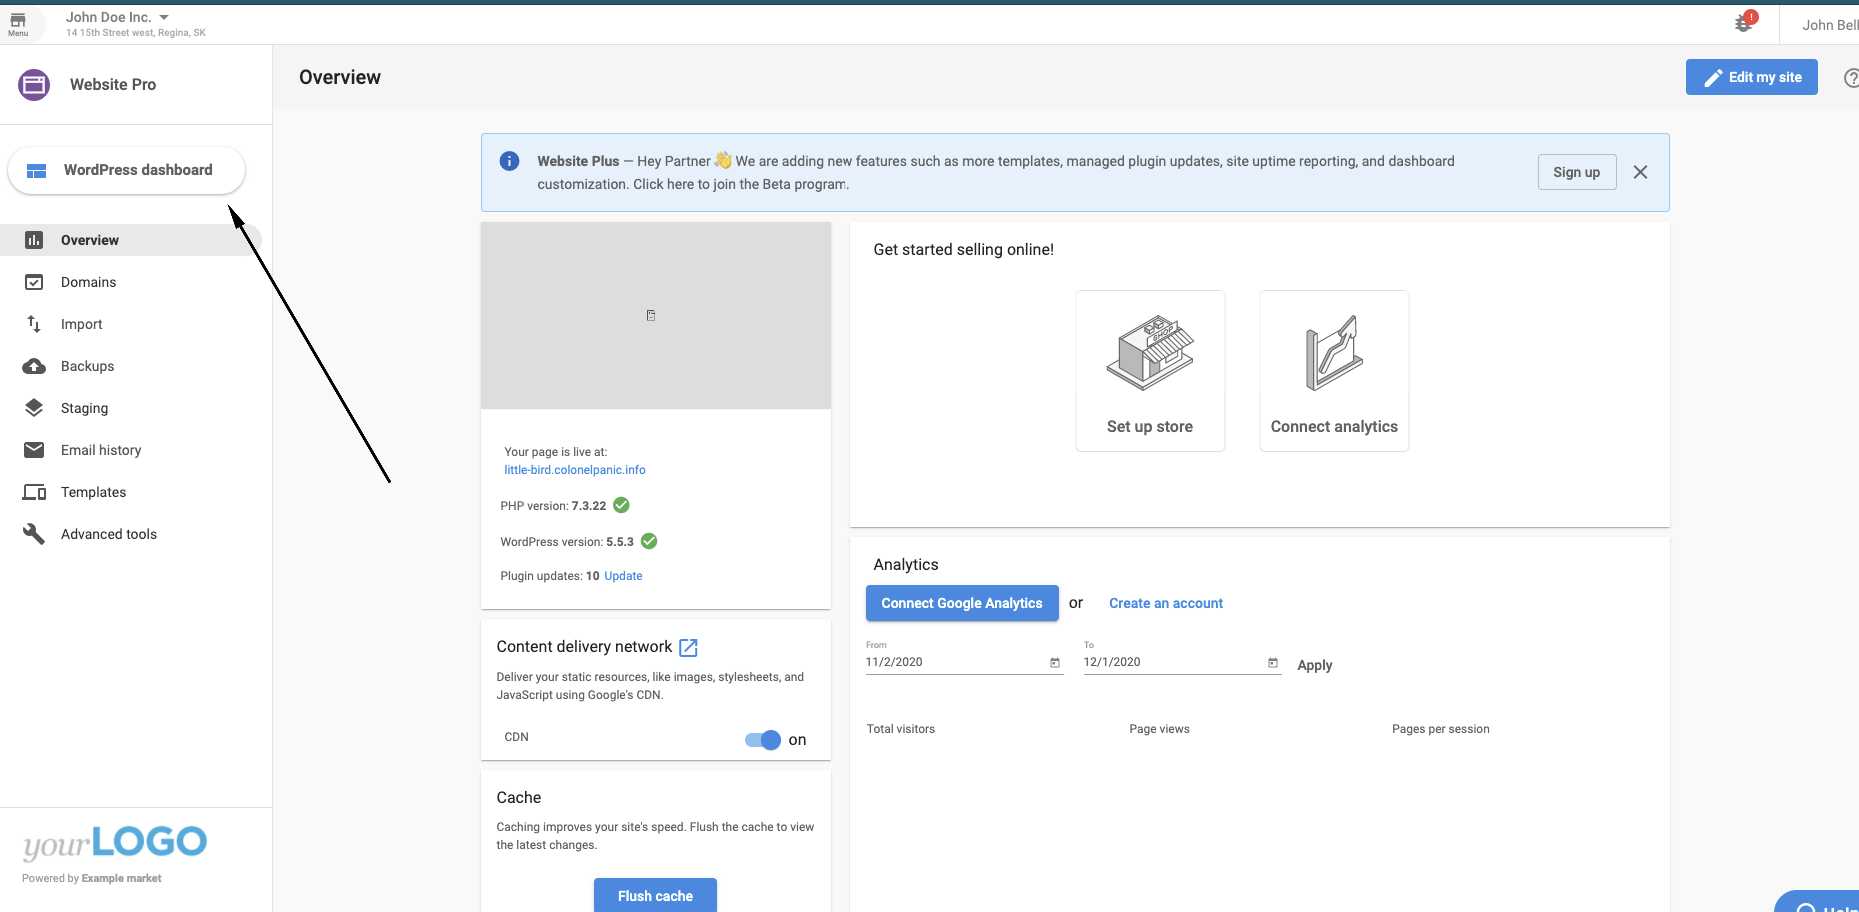 Menu
John Doe Inc.
14 15th Street west, Regina, SK
!
John Bell
Website Pro
Overview
Edit my site
?
WordPress dashboard
Overview
Domains
Import
Backups
Staging
Email history
Templates
Advanced tools
yourLOGO
Powered by Example market
i
Website Plus — Hey Partner 👋 We are adding new features such as more templates, managed plugin updates, site uptime reporting, and dashboard
customization. Click here to join the Beta program.
Sign up
Your page is live at:
little-bird.colonelpanic.info
PHP version: 7.3.22
WordPress version: 5.5.3
Plugin updates: 10 Update
Content delivery network
Deliver your static resources, like images, stylesheets, and
JavaScript using Google's CDN.
CDN
on
Cache
Caching improves your site's speed. Flush the cache to view
the latest changes.
Flush cache
Get started selling online!
SHOP
Set up store
Connect analytics
Analytics
Connect Google Analytics or Create an account
From
11/2/2020
To
12/1/2020
Apply
Total visitors
Page views
Pages per session
Help